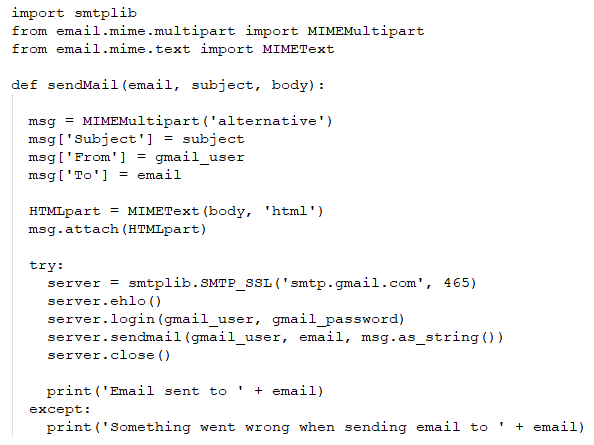 import smtplib
from email.mime.multipart import MIMEMultipart
from email.mime.text import MIMEText

def sendMail(email, subject, body):

  msg = MIMEMultipart('alternative')
  msg['Subject'] = subject
  msg['From'] = gmail_user
  msg['To'] = email

  HTMLpart = MIMEText(body, 'html')
  msg.attach(HTMLpart)

  try:
    server = smtplib.SMTP_SSL('smtp.gmail.com', 465)
    server.ehlo()
    server.login(gmail_user, gmail_password)
    server.sendmail(gmail_user, email, msg.as_string())
    server.close()

    print('Email sent to ' + email)
  except:
    print('Something went wrong when sending email to ' + email)